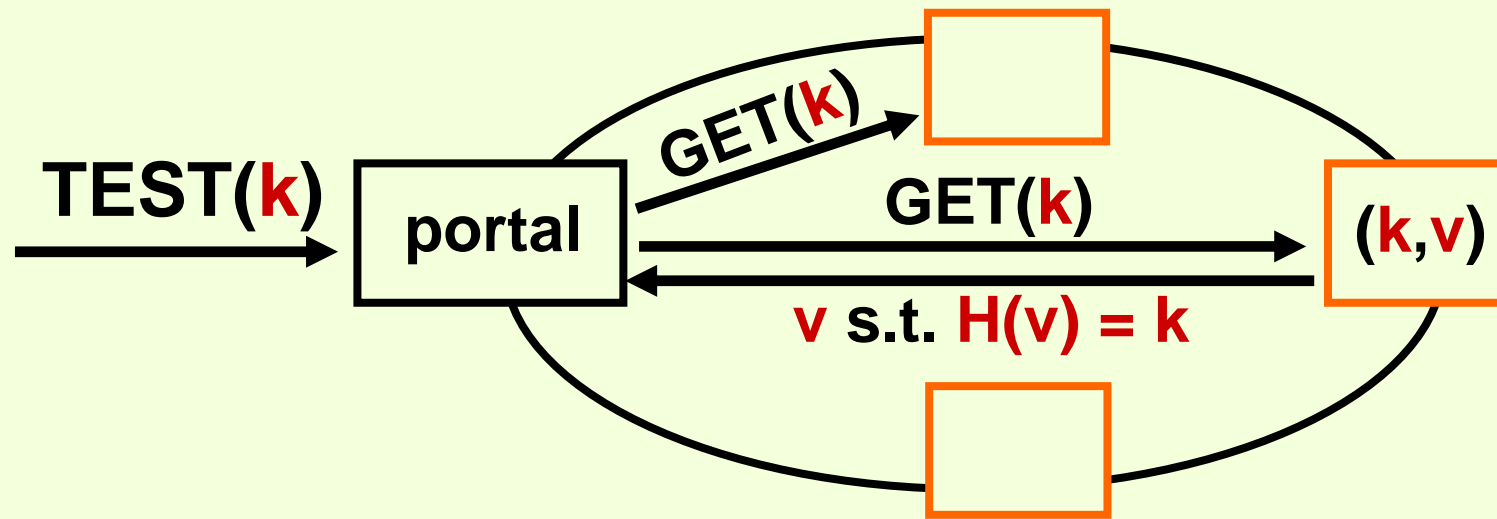 GET(k)
TEST(k)
portal
GET(k)
(k,v)
v s.t. H(v) = k